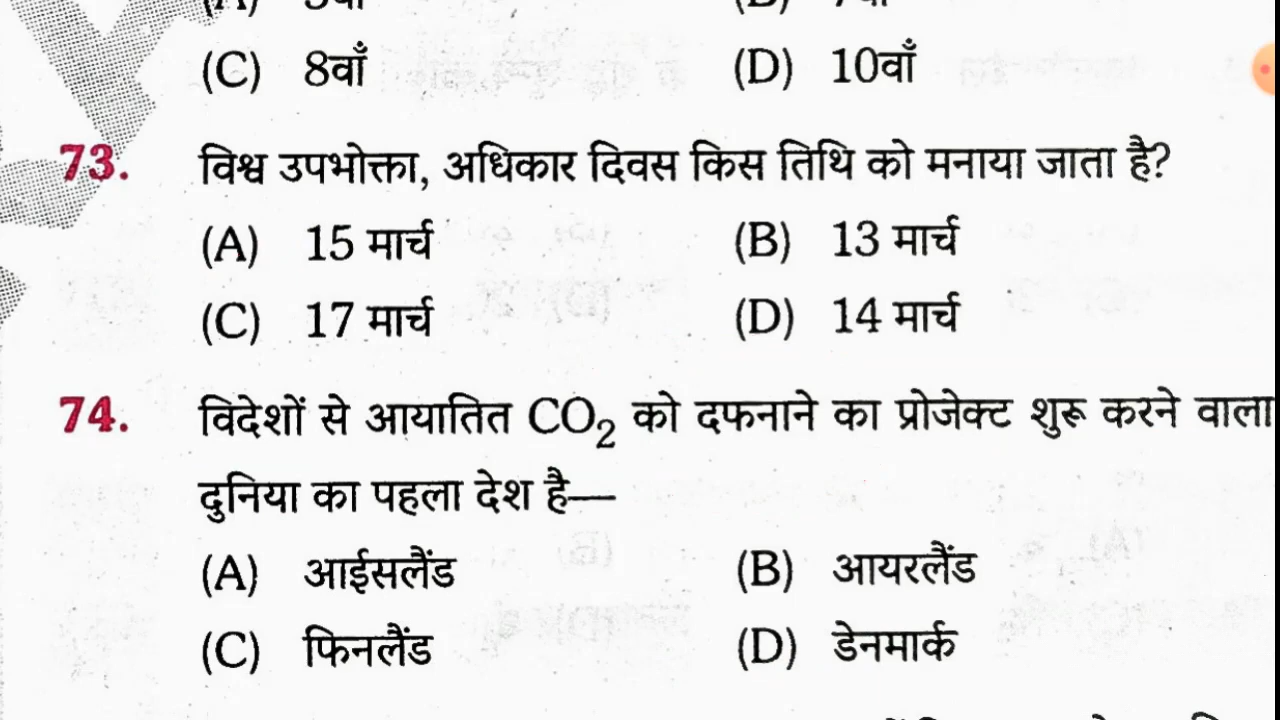 (C) 8वाँ (D) 10वाँ
73. विश्व उपभोक्ता, अधिकार दिवस किस तिथि को मनाया जाता है?
(A) 15 मार्च (B) 13 मार्च
(C) 17 मार्च (D) 14 मार्च
74. विदेशों से आयातित CO₂ को दफनाने का प्रोजेक्ट शुरू करने वाला
दुनिया का पहला देश है—
(A) आईसलैंड (B) आयरलैंड
(C) फिनलैंड (D) डेनमार्क